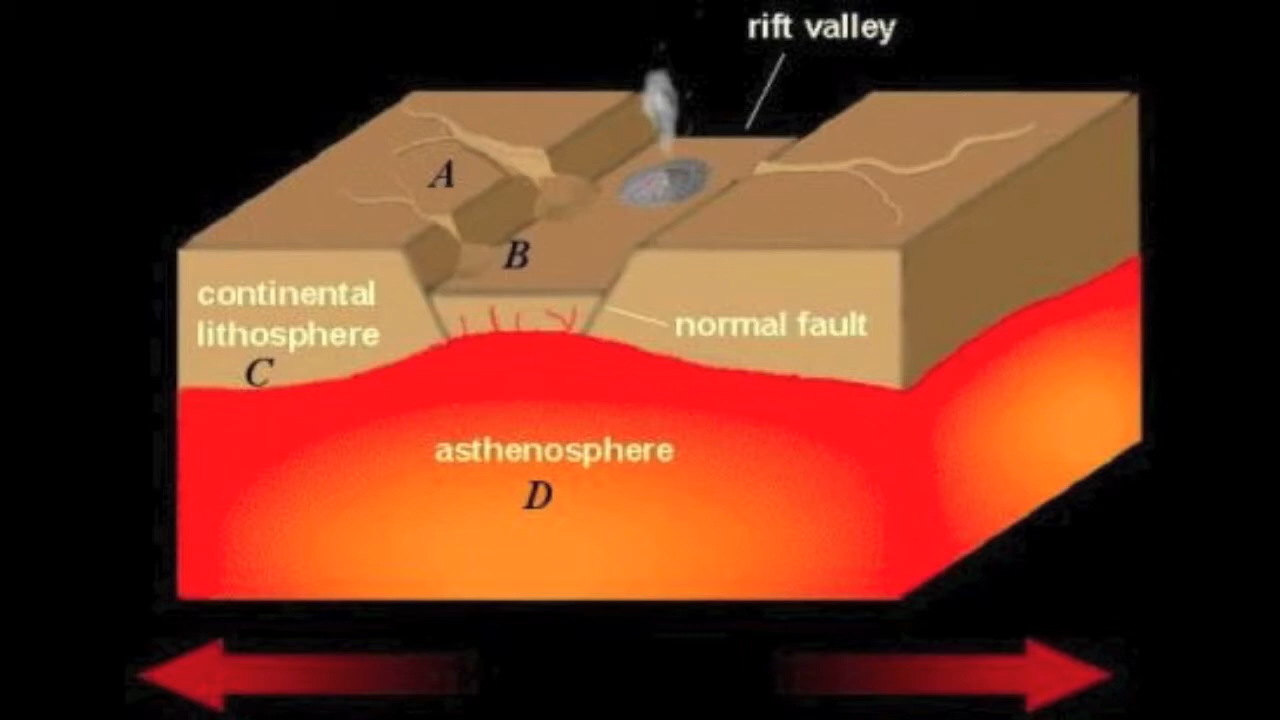 rift valley
A
B
continental
lithosphere
C
normal fault
asthenosphere
D